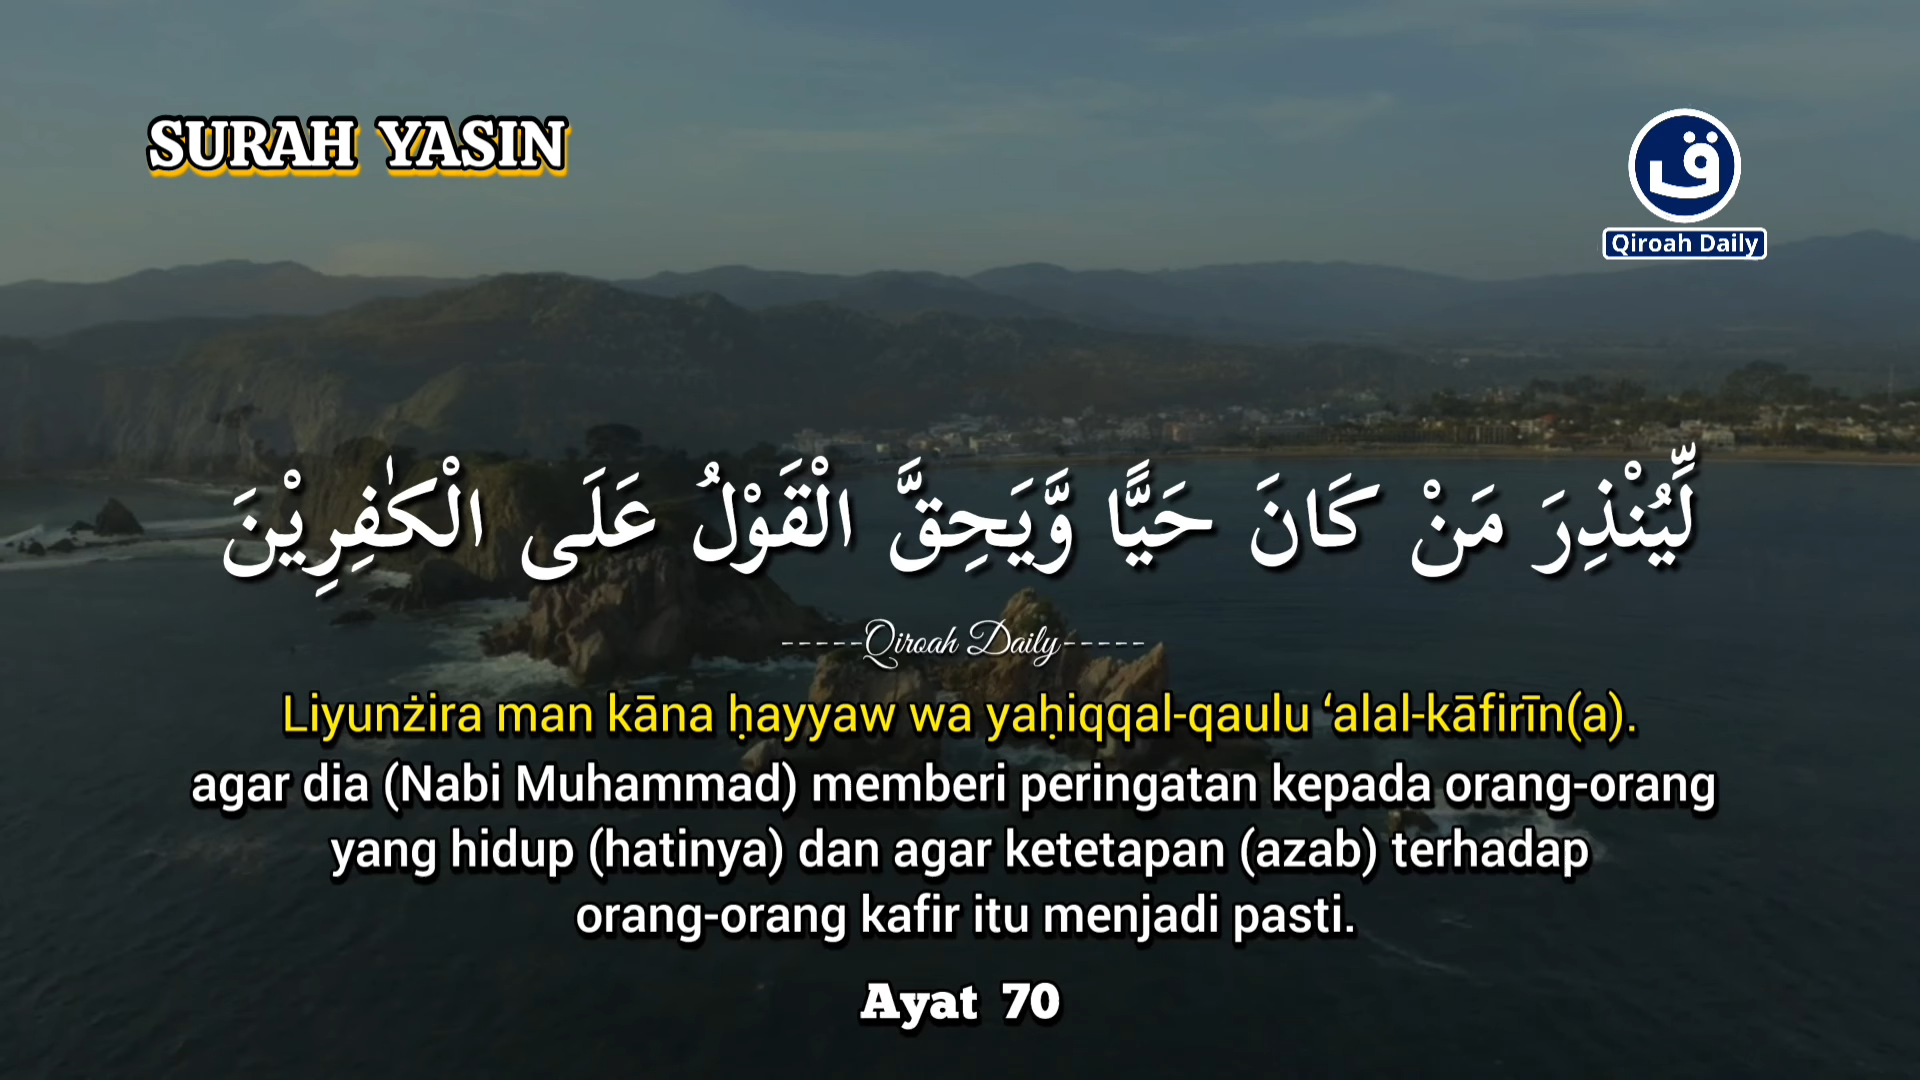 SURAH YASIN
ق
Qiroah Daily
لِّيُنْذِرَ مَنْ كَانَ حَيًّا وَّيَحِقَّ الْقَوْلُ عَلَى الْكٰفِرِيْنَ
-----Qiroah Daily-----
Liyunżira man kāna ḥayyaw wa yaḥiqqal-qaulu ‘alal-kāfirīn(a).
agar dia (Nabi Muhammad) memberi peringatan kepada orang-orang
yang hidup (hatinya) dan agar ketetapan (azab) terhadap
orang-orang kafir itu menjadi pasti.
Ayat 70